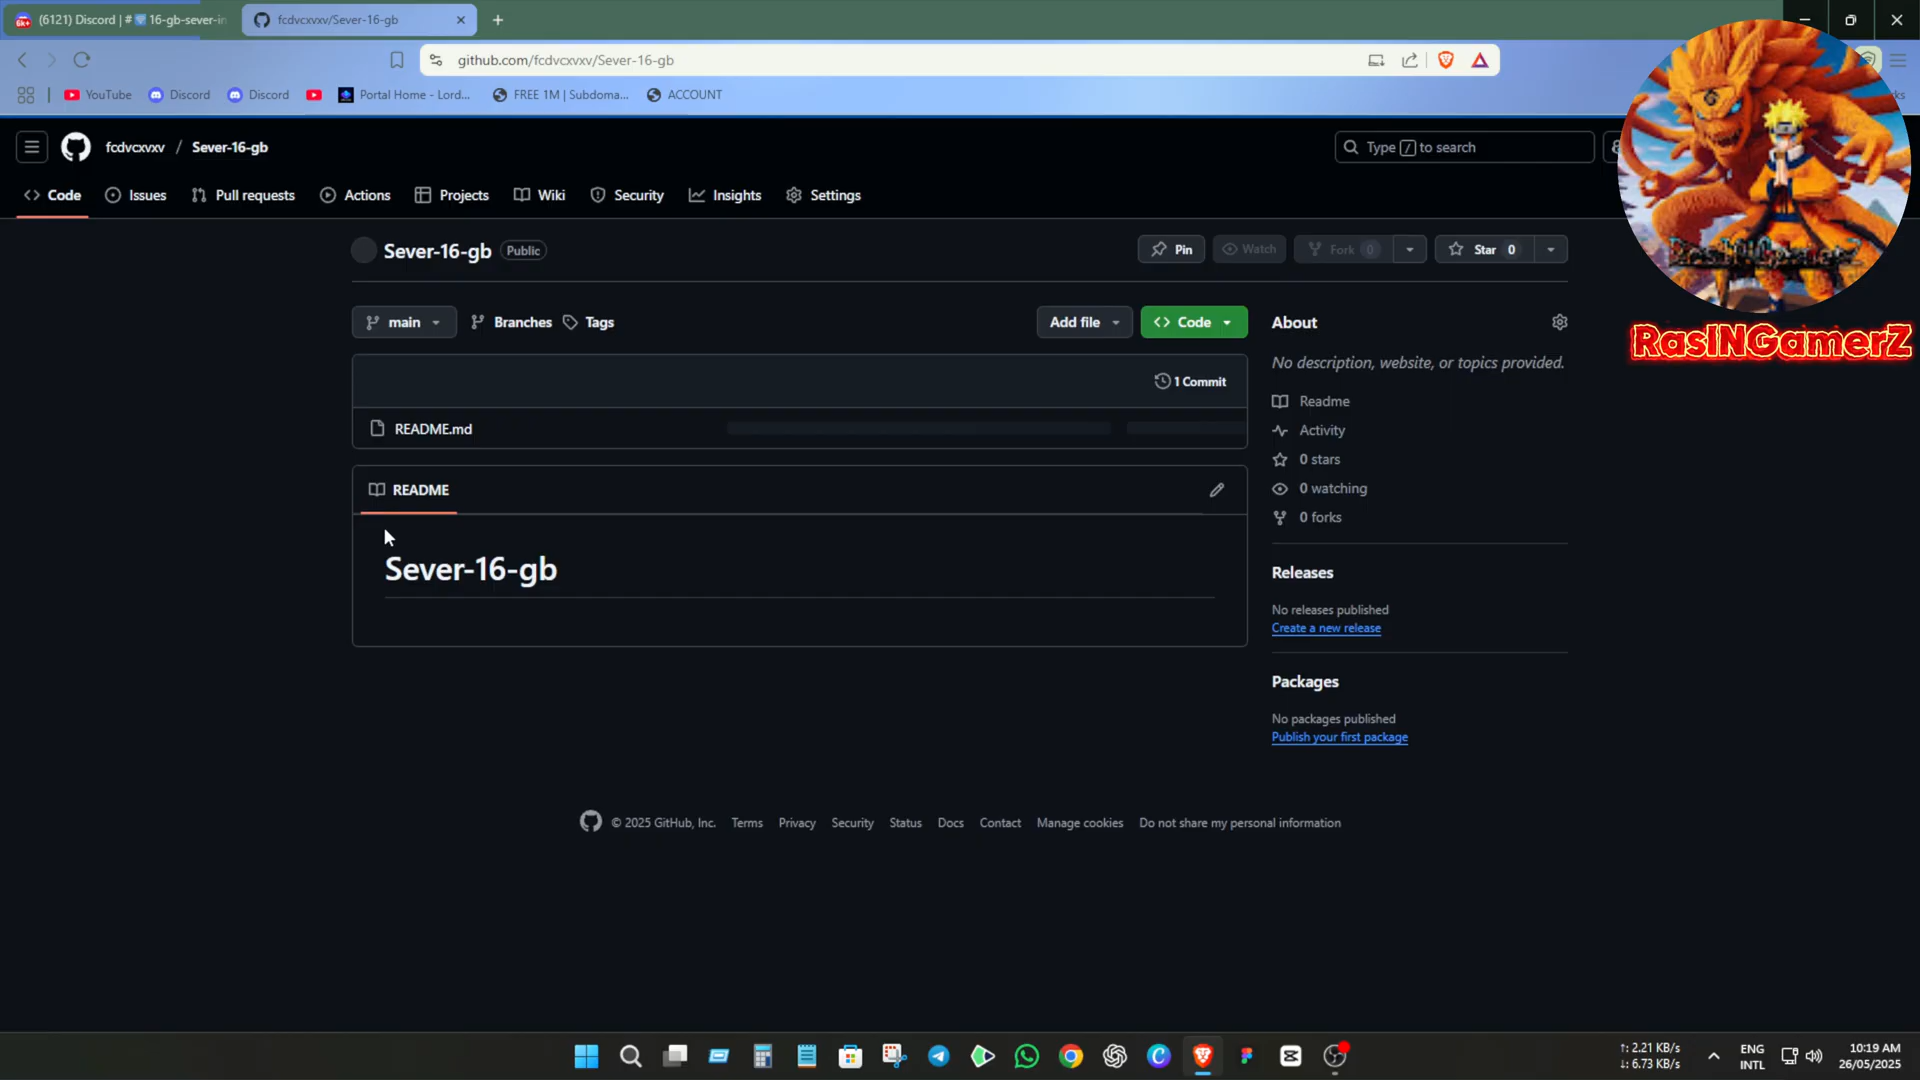 (6121) Discord | # 16-gb-sever-in
fcdvcxvxv/Sever-16-gb
github.com/fcdvcxvxv/Sever-16-gb
YouTube
Discord
Discord
Portal Home - Lord...
FREE 1M | Subdoma...
ACCOUNT
fcdvcxvxv / Sever-16-gb
Type / to search
Code
Issues
Pull requests
Actions
Projects
Wiki
Security
Insights
Settings
Sever-16-gb
Public
Pin
Watch
Fork 0
Star 0
RasINGamerZ
main
Branches
Tags
Add file
Code
About
No description, website, or topics provided.
1 Commit
README.md
Readme
Activity
0 stars
0 watching
0 forks
README
Sever-16-gb
Releases
No releases published
Create a new release
Packages
No packages published
Publish your first package
© 2025 GitHub, Inc.
Terms
Privacy
Security
Status
Docs
Contact
Manage cookies
Do not share my personal information
↑: 2.21 KB/s
↓: 6.73 KB/s
ENG
INTL
10:19 AM
26/05/2025